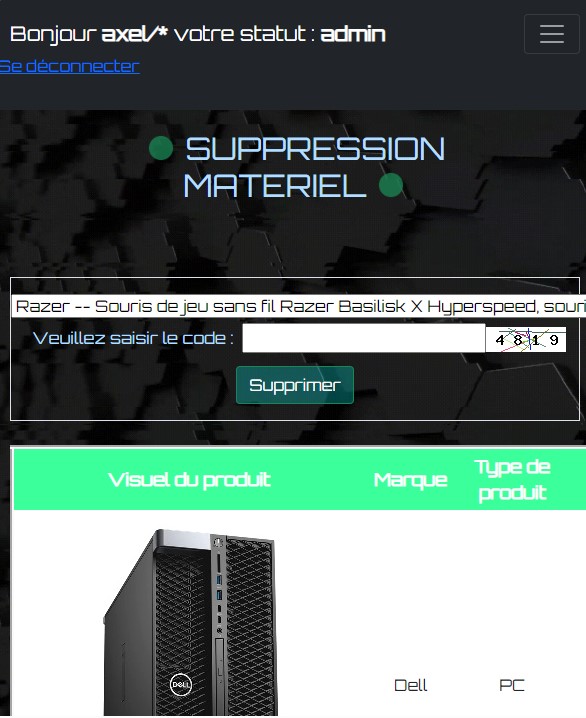 Bonjour axel/* votre statut : admin
Se déconnecter
SUPPRESSION
MATERIEL
Razer -- Souris de jeu sans fil Razer Basilisk X Hyperspeed, souri
Veuillez saisir le code : 4 8 1 9
Supprimer
Visuel du produit Marque Type de
produit
DELL
Dell PC